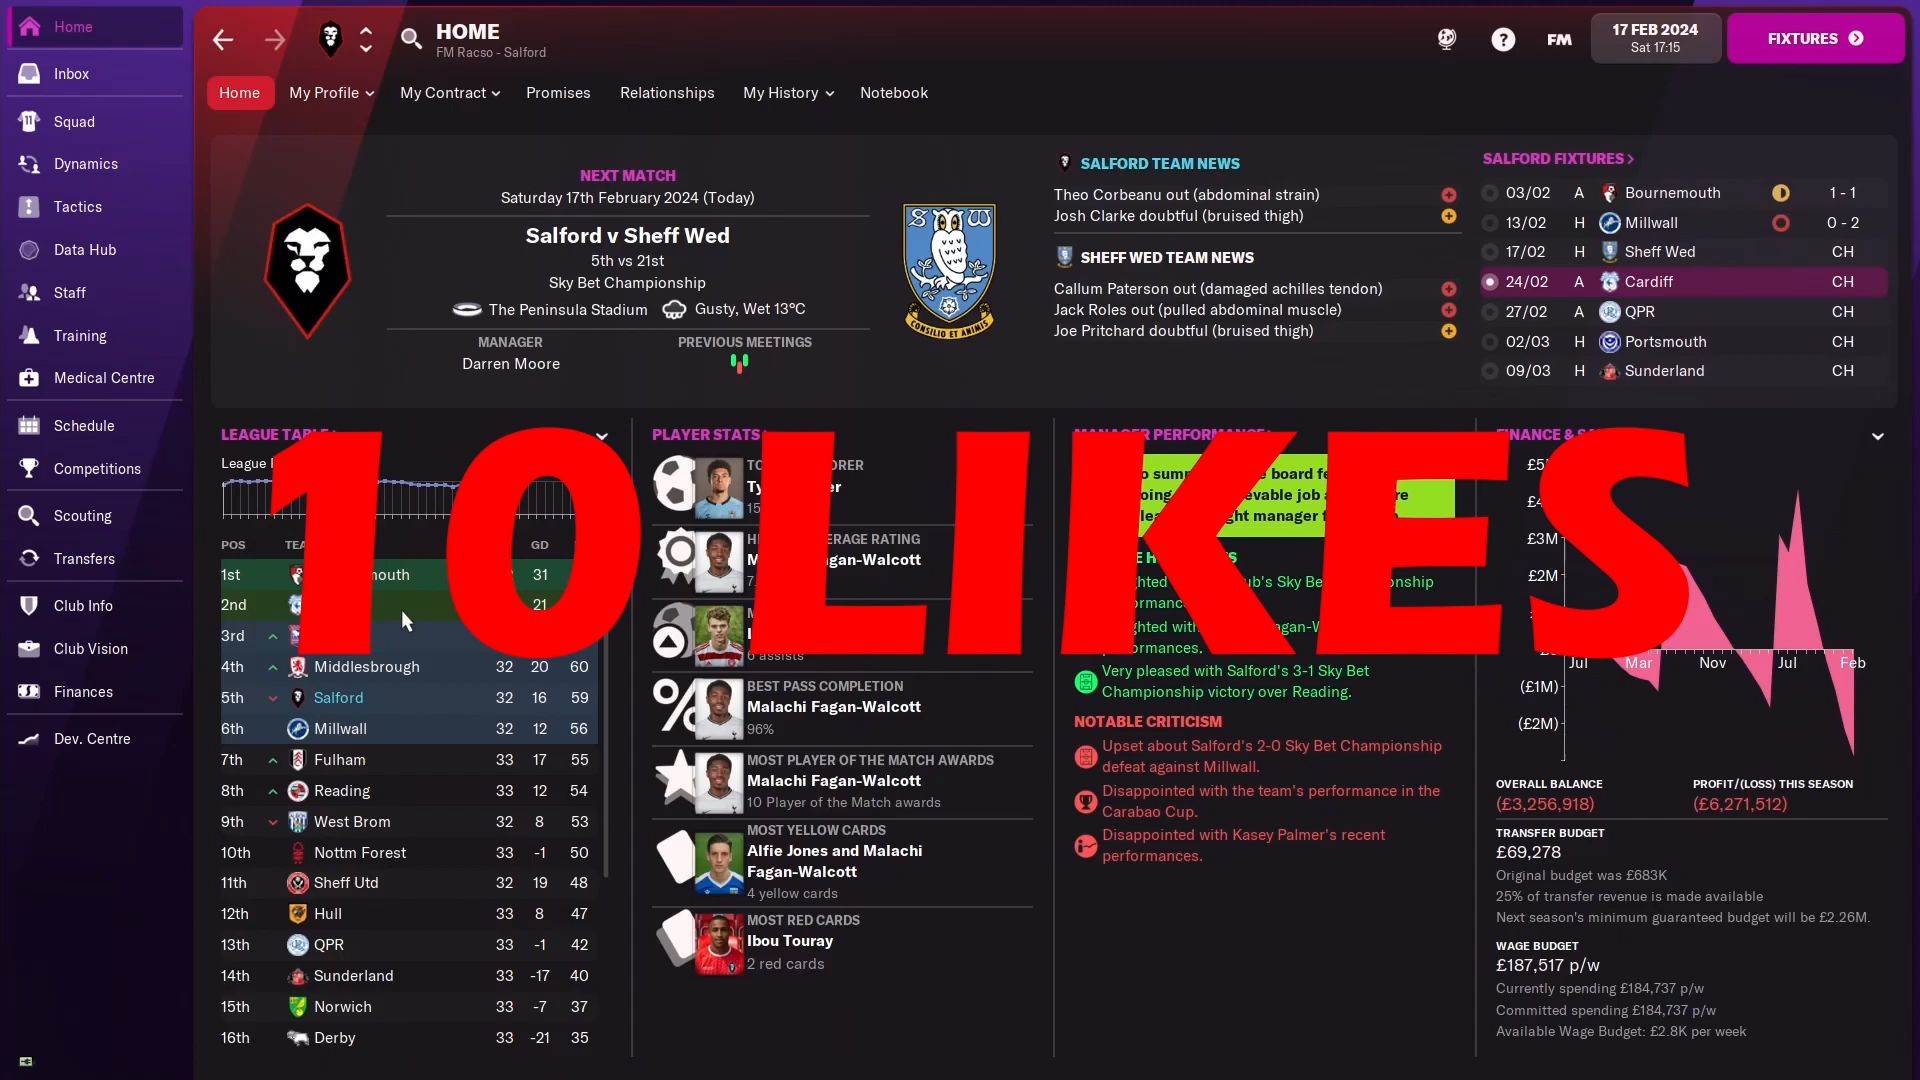 Home
Inbox
Squad
Dynamics
Tactics
Data Hub
Staff
Training
Medical Centre
Schedule
Competitions
Scouting
Transfers
Club Info
Club Vision
Finances
Dev. Centre
HOME
FM Racso - Salford
?
FM
17 FEB 2024
Sat 17:15
FIXTURES
Home
My Profile
My Contract
Promises
Relationships
My History
Notebook
NEXT MATCH
Saturday 17th February 2024 (Today)
Salford v Sheff Wed
5th vs 21st
Sky Bet Championship
The Peninsula Stadium Gusty, Wet 13°C
MANAGER
Darren Moore
PREVIOUS MEETINGS
S W
CONSILIO ET ANIMIS
SALFORD TEAM NEWS
Theo Corbeanu out (abdominal strain)
Josh Clarke doubtful (bruised thigh)
SHEFF WED TEAM NEWS
Callum Paterson out (damaged achilles tendon)
Jack Roles out (pulled abdominal muscle)
Joe Pritchard doubtful (bruised thigh)
SALFORD FIXTURES >
03/02 A Bournemouth 1 - 1
13/02 H Millwall 0 - 2
17/02 H Sheff Wed CH
24/02 A Cardiff CH
27/02 A QPR CH
02/03 H Portsmouth CH
09/03 H Sunderland CH
10 LIKES
LEAGUE TABLE
League
POS GD
1st 31
2nd 21
3rd
4th Middlesbrough 32 20 60
5th Salford 32 16 59
6th Millwall 32 12 56
7th Fulham 33 17 55
8th Reading 33 12 54
9th West Brom 32 8 53
10th Nottm Forest 33 -1 50
11th Sheff Utd 32 19 48
12th Hull 33 8 47
13th QPR 33 -1 42
14th Sunderland 33 -17 40
15th Norwich 33 -7 37
16th Derby 33 -21 35
PLAYER STATS
6 assists
BEST PASS COMPLETION
Malachi Fagan-Walcott
96%
MOST PLAYER OF THE MATCH AWARDS
Malachi Fagan-Walcott
10 Player of the Match awards
MOST YELLOW CARDS
Alfie Jones and Malachi
Fagan-Walcott
4 yellow cards
MOST RED CARDS
Ibou Touray
2 red cards
MANAGER PERFORMANCE
board
Very pleased with Salford's 3-1 Sky Bet
Championship victory over Reading.
NOTABLE CRITICISM
Upset about Salford's 2-0 Sky Bet Championship
defeat against Millwall.
Disappointed with the team's performance in the
Carabao Cup.
Disappointed with Kasey Palmer's recent
performances.
FINANCE &
£3M
£2M
(£1M)
(£2M)
Jul Mar Nov Jul Feb
OVERALL BALANCE
(£3,256,918)
PROFIT/(LOSS) THIS SEASON
(£6,271,512)
TRANSFER BUDGET
£69,278
Original budget was £683K
25% of transfer revenue is made available
Next season's minimum guaranteed budget will be £2.26M.
WAGE BUDGET
£187,517 p/w
Currently spending £184,737 p/w
Committed spending £184,737 p/w
Available Wage Budget: £2.8K per week